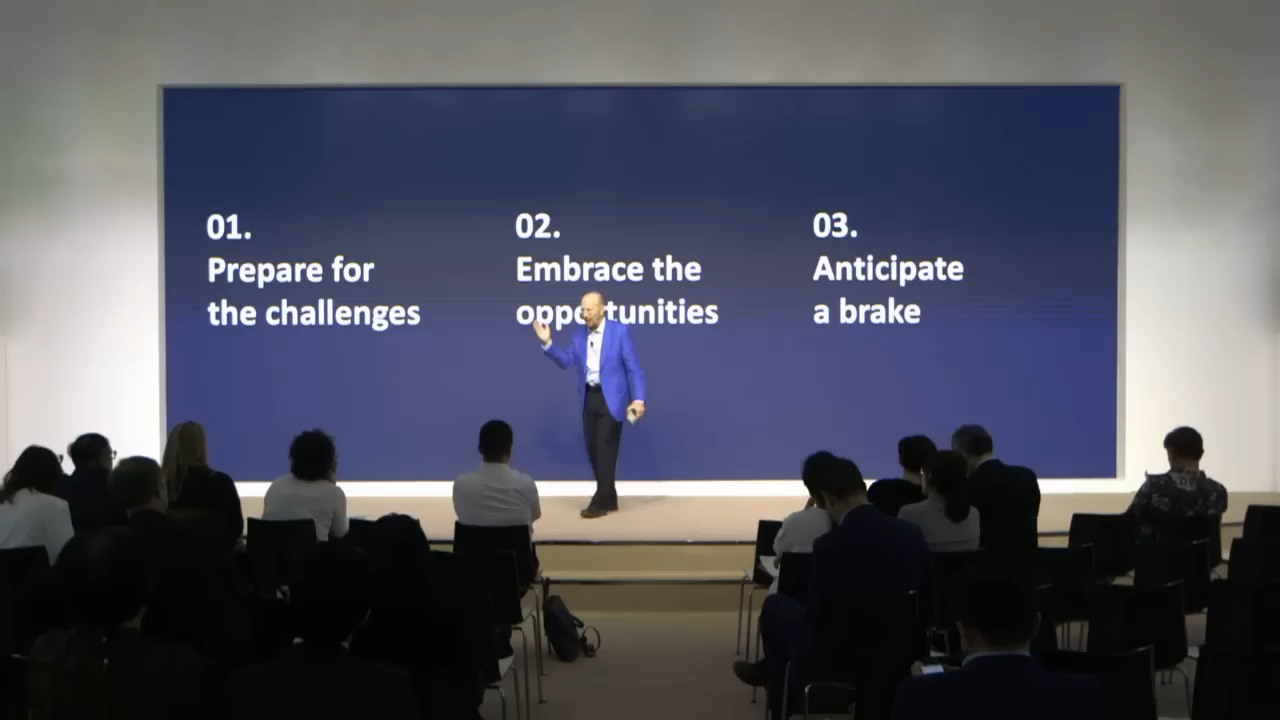 01.
Prepare for
the challenges
02.
Embrace the
opportunities
03.
Anticipate
a brake